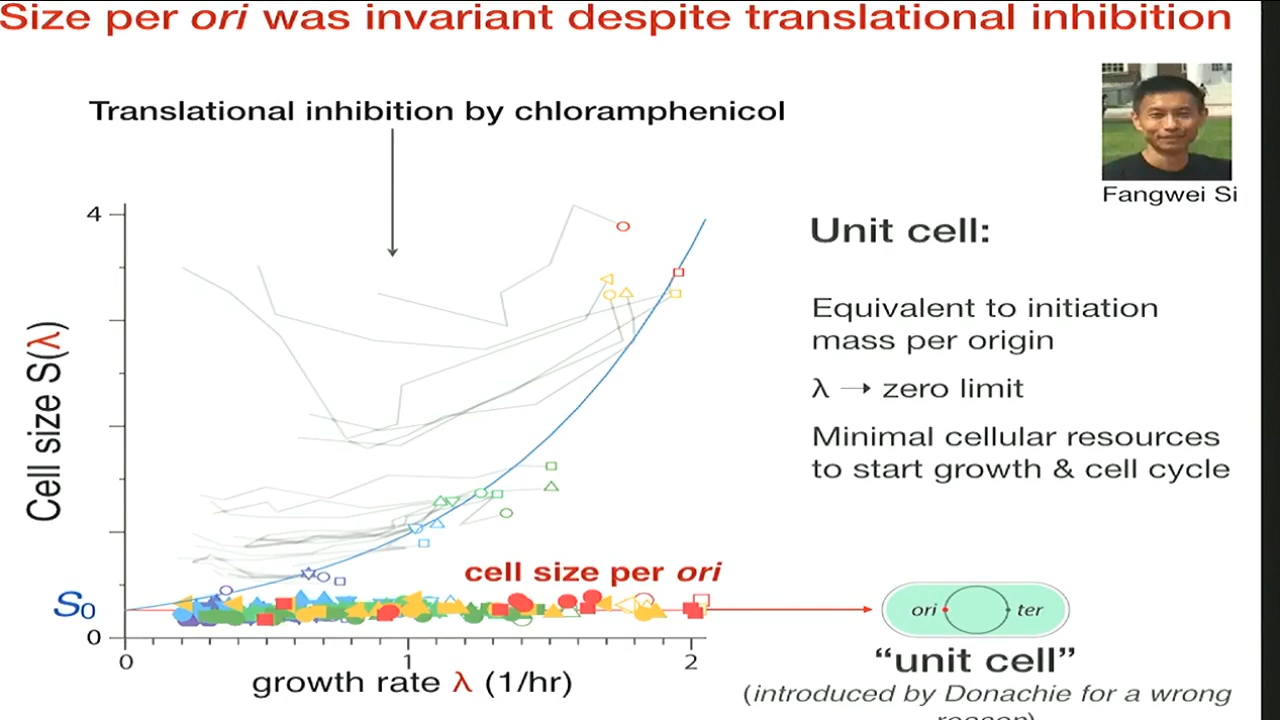 Size per ori was invariant despite translational inhibition
Translational inhibition by chloramphenicol
Fangwei Si
4
Unit cell:
Equivalent to initiation
mass per origin
λ → zero limit
Minimal cellular resources
to start growth & cell cycle
Cell size S(λ)
cell size per ori
S0
0
ori
ter
0
1
2
growth rate λ (1/hr)
“unit cell”
(introduced by Donachie for a wrong
reason)